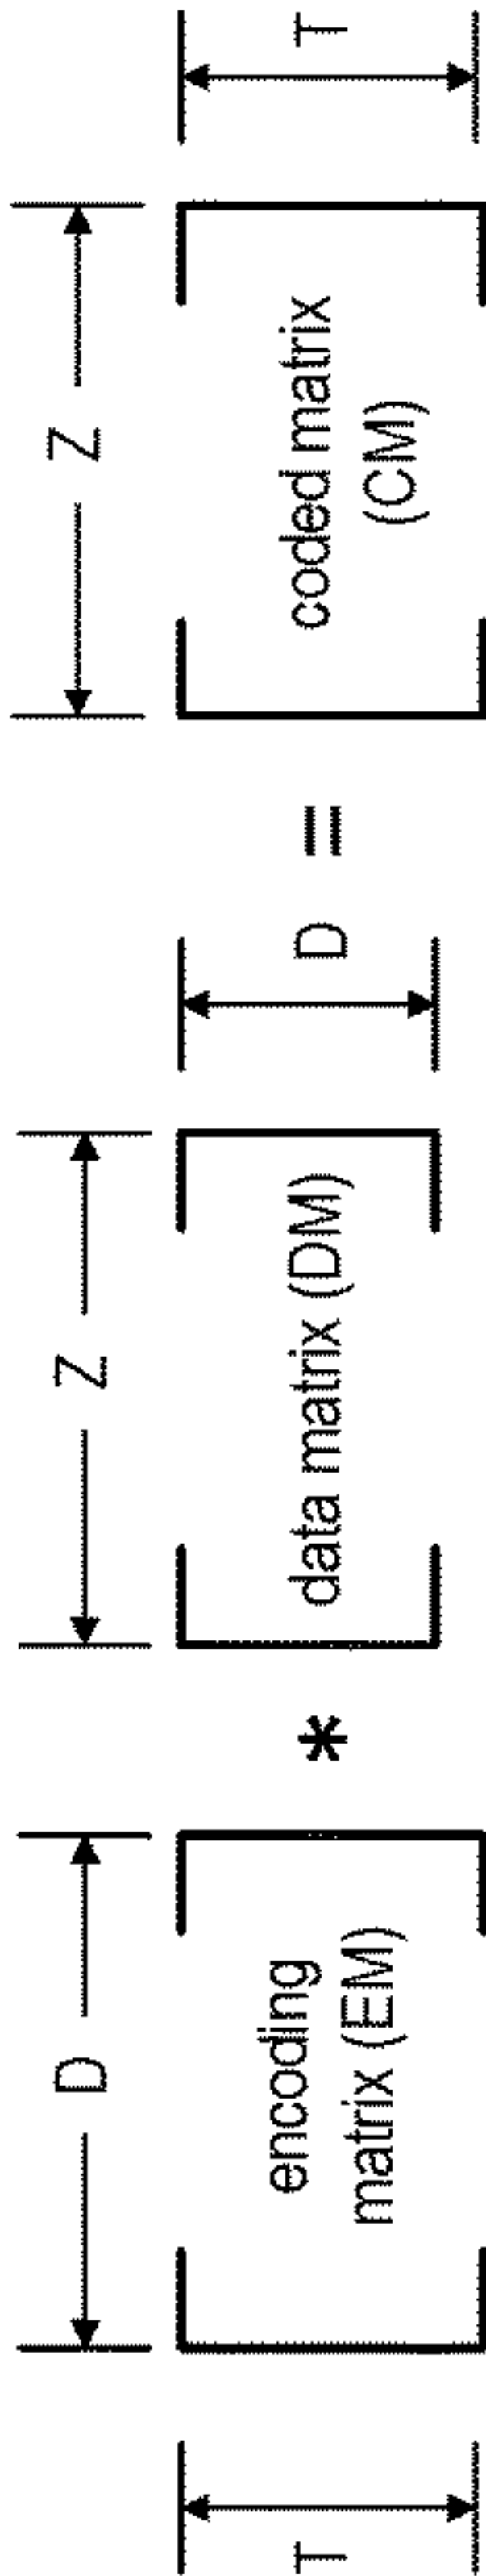 T
D
encoding
matrix (EM)
*
Z
data matrix (DM)
D
=
Z
coded matrix
(CM)
T